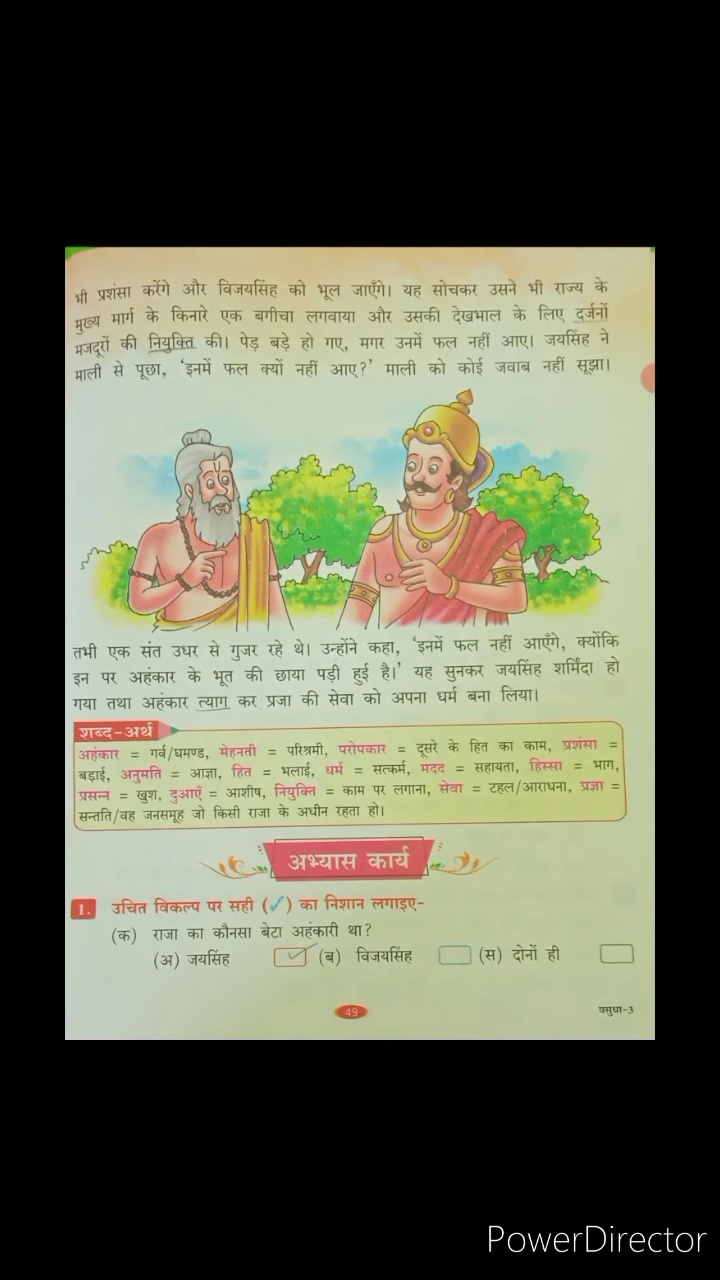 भी प्रशंसा करेंगे और विजयसिंह को भूल जाएँगे। यह सोचकर उसने भी राज्य के
मुख्य मार्ग के किनारे एक बगीचा लगवाया और उसकी देखभाल के लिए दर्जनों
मजदूरों की नियुक्ति की। पेड़ बड़े हो गए, मगर उनमें फल नहीं आए। जयसिंह ने
माली से पूछा, ‘इनमें फल क्यों नहीं आए?’ माली को कोई जवाब नहीं सूझा।
तभी एक संत उधर से गुजर रहे थे। उन्होंने कहा, ‘इनमें फल नहीं आएँगे, क्योंकि
इन पर अहंकार के भूत की छाया पड़ी हुई है।’ यह सुनकर जयसिंह शर्मिंदा हो
गया तथा अहंकार त्याग कर प्रजा की सेवा को अपना धर्म बना लिया।
शब्द-अर्थ
अहंकार = गर्व/घमण्ड, मेहनती = परिश्रमी, परोपकार = दूसरे के हित का काम, प्रशंसा =
बड़ाई, अनुमति = आज्ञा, हित = भलाई, धर्म = सत्कर्म, मदद = सहायता, हिस्सा = भाग,
प्रसन्न = खुश, दुआएँ = आशीष, नियुक्ति = काम पर लगाना, सेवा = टहल/आराधना, प्रज्ञा =
सन्तति/वह जनसमूह जो किसी राजा के अधीन रहता हो।
अभ्यास कार्य
1. उचित विकल्प पर सही (✓) का निशान लगाइए-
(क) राजा का कौनसा बेटा अहंकारी था?
(अ) जयसिंह ✓ (ब) विजयसिंह (स) दोनों ही
49 वसुधा-3
PowerDirector